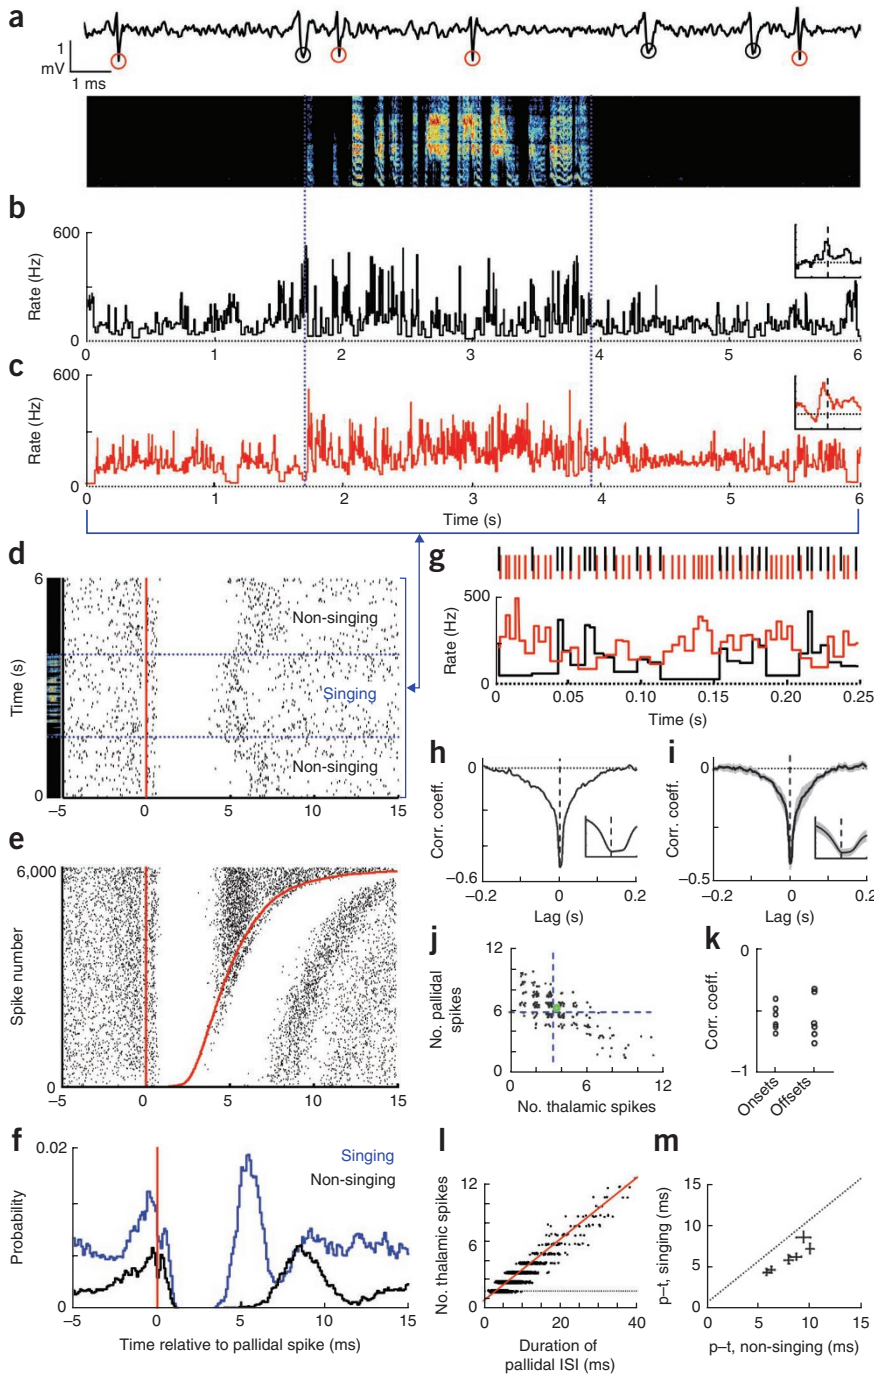 a
1
mV
1 ms
b
600
Rate (Hz)
0
0 1 2 3 4 5 6
c
600
Rate (Hz)
0
0 1 2 3 4 5 6
Time (s)
d
6
Non-singing
Time (s)
Singing
Non-singing
0
−5 0 5 10 15
g
500
Rate (Hz)
0
0 0.05 0.10 0.15 0.20 0.25
Time (s)
h
0
Corr. coeff.
−0.6
−0.2 0 0.2
Lag (s)
i
0
Corr. coeff.
−0.5
−0.2 0 0.2
Lag (s)
e
6,000
Spike number
0
−5 0 5 10 15
j
12
No. pallidal
spikes
6
0
0 6 12
No. thalamic spikes
k
0
Corr. coeff.
−1
Onsets
Offsets
f
0.02
Singing
Non-singing
Probability
0
−5 0 5 10 15
Time relative to pallidal spike (ms)
l
12
No. thalamic spikes
6
0
0 10 20 30 40
Duration of
pallidal ISI (ms)
m
p–t, singing (ms)
15
10
5
0
0 5 10 15
p–t, non-singing (ms)